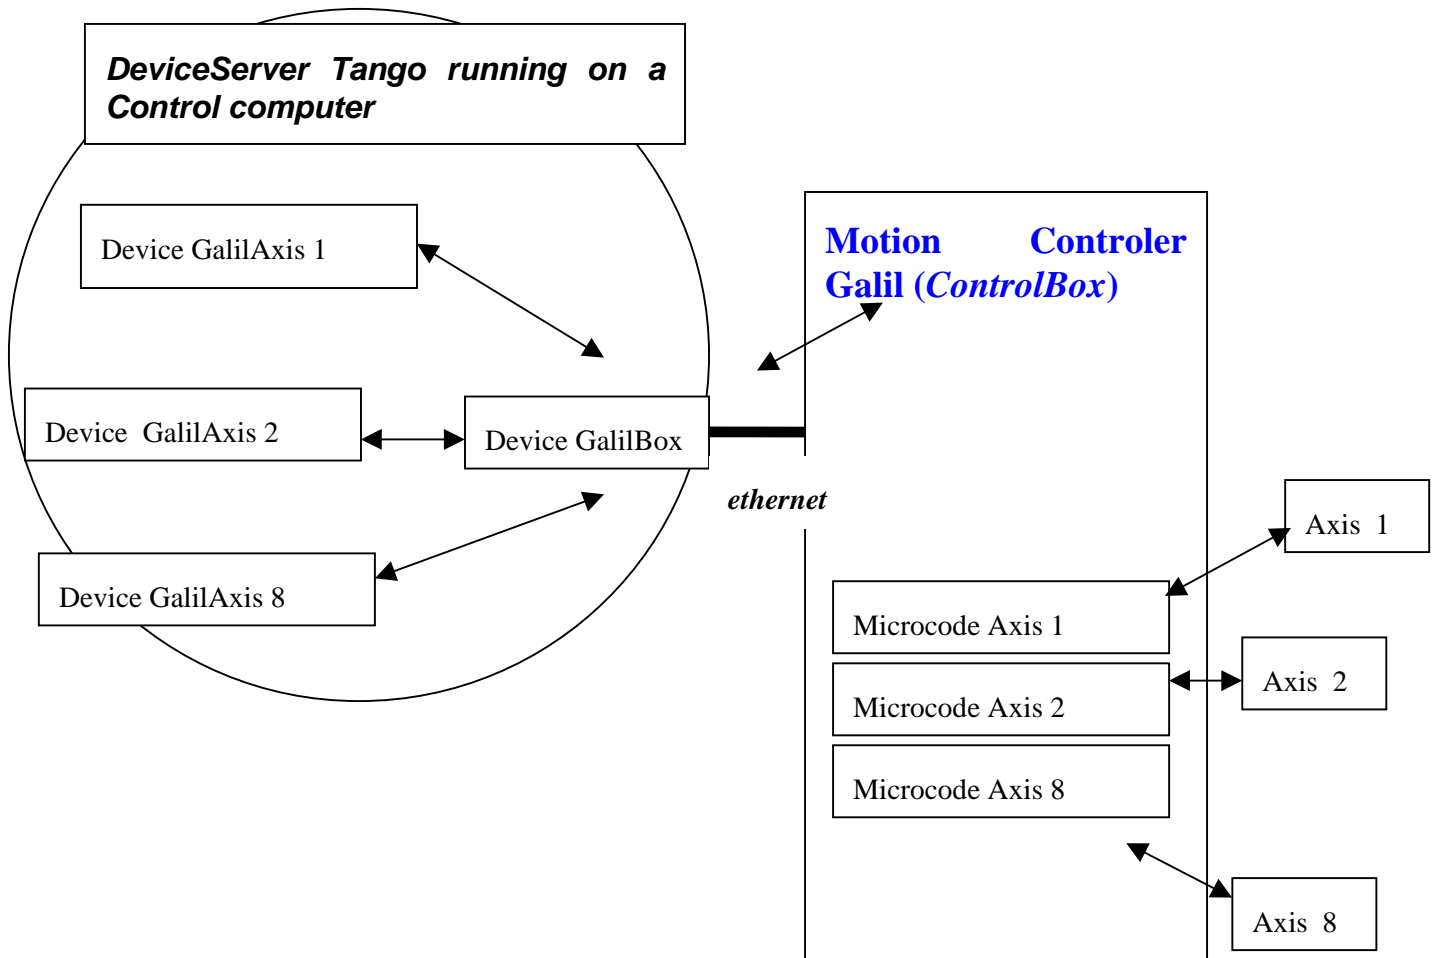 DeviceServer Tango running on a
Control computer
Device GalilAxis 1
Motion Controler
Galil (ControlBox)
Device GalilAxis 2
Device GalilBox
ethernet
Device GalilAxis 8
Axis 1
Microcode Axis 1
Axis 2
Microcode Axis 2
Microcode Axis 8
Axis 8